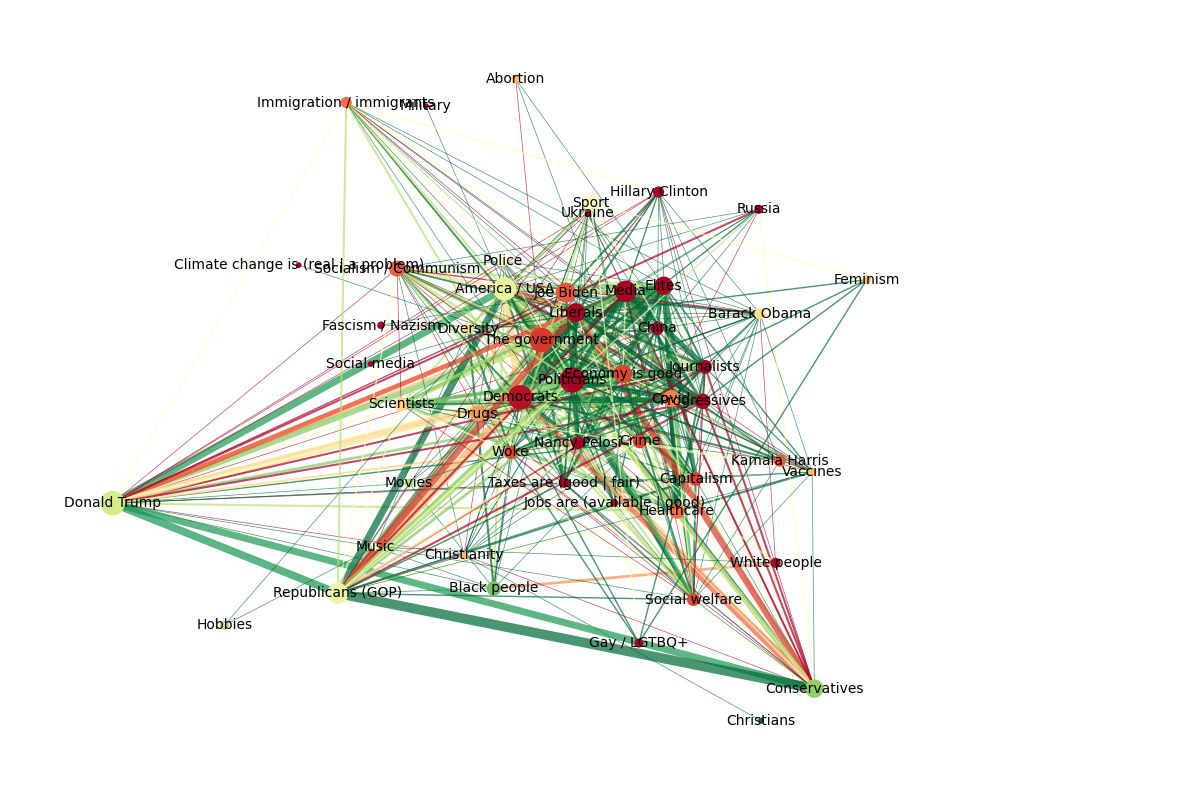 Abortion
Immigration / immigrants
Military
Hillary Clinton
Sport
Ukraine
Russia
Police
Climate change is (real | a problem)
Socialism / Communism
Feminism
America / USA
Joe Biden
Media
Elites
Liberals
Barack Obama
Fascism / Nazism
Diversity
China
The government
Social media
Economy is good
Journalists
Politicians
Democrats
Scientists
Covid
Progressives
Drugs
Nancy Pelosi
Crime
Woke
Kamala Harris
Vaccines
Movies
Taxes are (good | fair)
Capitalism
Donald Trump
Jobs are (available | good)
Healthcare
Music
Christianity
White people
Republicans (GOP)
Black people
Social welfare
Hobbies
Gay / LGTBQ+
Conservatives
Christians